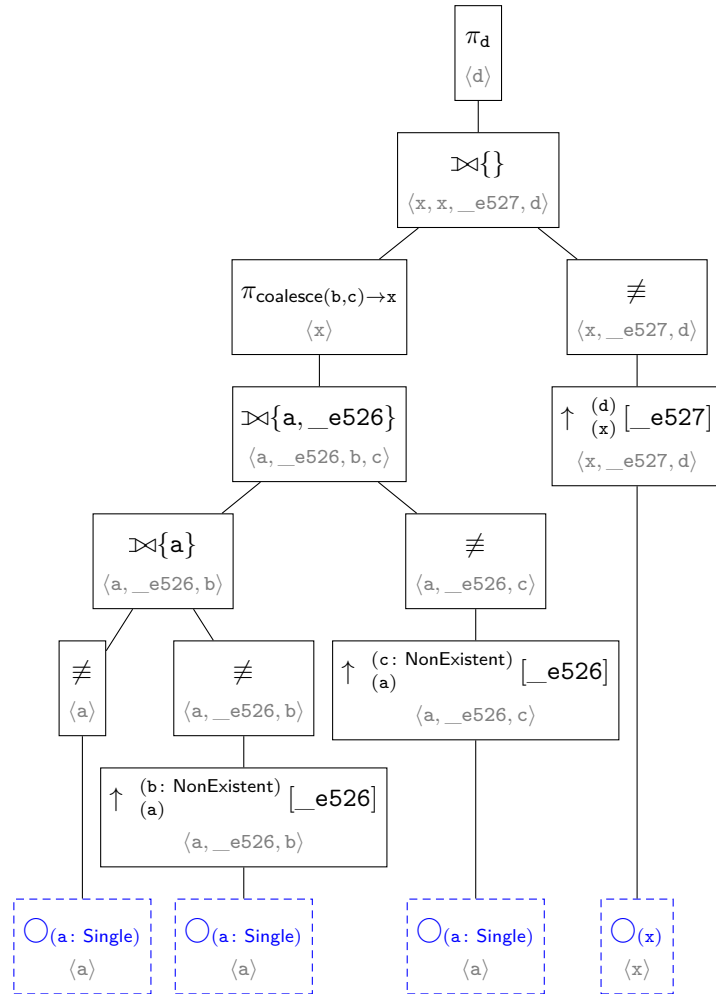 π_d
⟨d⟩
⟕{}
⟨x, x, __e527, d⟩
π_coalesce(b,c)→x
⟨x⟩
≢
⟨x, __e527, d⟩
⟕{a, __e526}
⟨a, __e526, b, c⟩
↑ (d) (x) [__e527]
⟨x, __e527, d⟩
⟕{a}
⟨a, __e526, b⟩
≢
⟨a, __e526, c⟩
≢
⟨a⟩
≢
⟨a, __e526, b⟩
↑ (c: NonExistent) (a) [__e526]
⟨a, __e526, c⟩
↑ (b: NonExistent) (a) [__e526]
⟨a, __e526, b⟩
◯(a: Single)
⟨a⟩
◯(a: Single)
⟨a⟩
◯(a: Single)
⟨a⟩
◯(x)
⟨x⟩